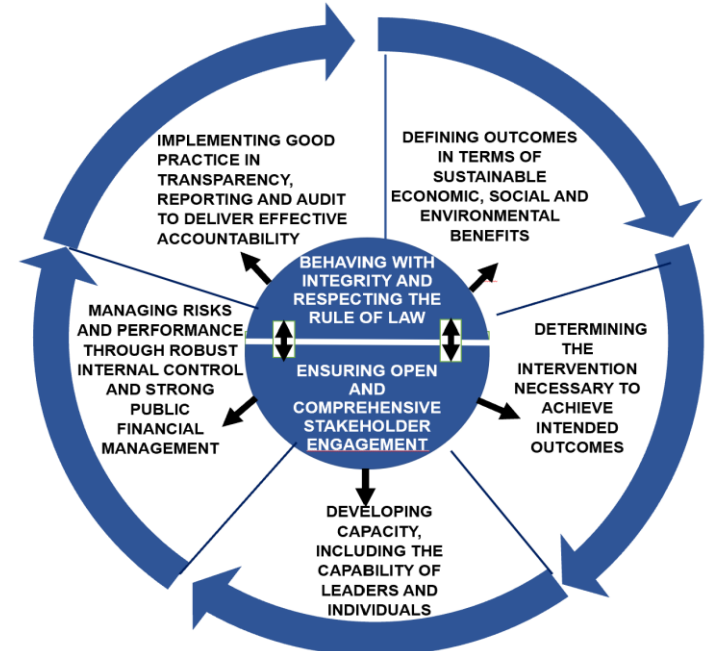 IMPLEMENTING GOOD
PRACTICE IN
TRANSPARENCY,
REPORTING AND AUDIT
TO DELIVER EFFECTIVE
ACCOUNTABILITY
DEFINING OUTCOMES
IN TERMS OF
SUSTAINABLE
ECONOMIC, SOCIAL AND
ENVIRONMENTAL
BENEFITS
BEHAVING WITH
INTEGRITY AND
RESPECTING THE
RULE OF LAW
MANAGING RISKS
AND PERFORMANCE
THROUGH ROBUST
INTERNAL CONTROL
AND STRONG
PUBLIC
FINANCIAL
MANAGEMENT
ENSURING OPEN
AND
COMPREHENSIVE
STAKEHOLDER
ENGAGEMENT
DETERMINING
THE
INTERVENTION
NECESSARY TO
ACHIEVE
INTENDED
OUTCOMES
DEVELOPING
CAPACITY,
INCLUDING THE
CAPABILITY OF
LEADERS AND
INDIVIDUALS